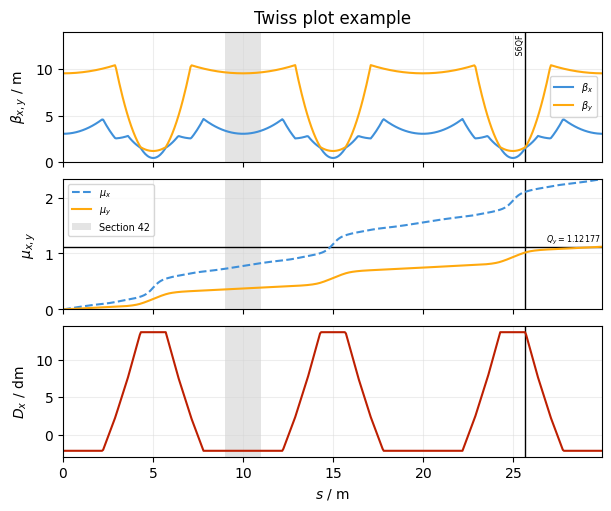 Twiss plot example
10
5
0
β_{x,y} / m
S6QF
β_x
β_y
2
1
0
μ_{x,y}
μ_x
μ_y
Section 42
Q_y = 1.12177
10
5
0
D_x / dm
0 5 10 15 20 25
s / m